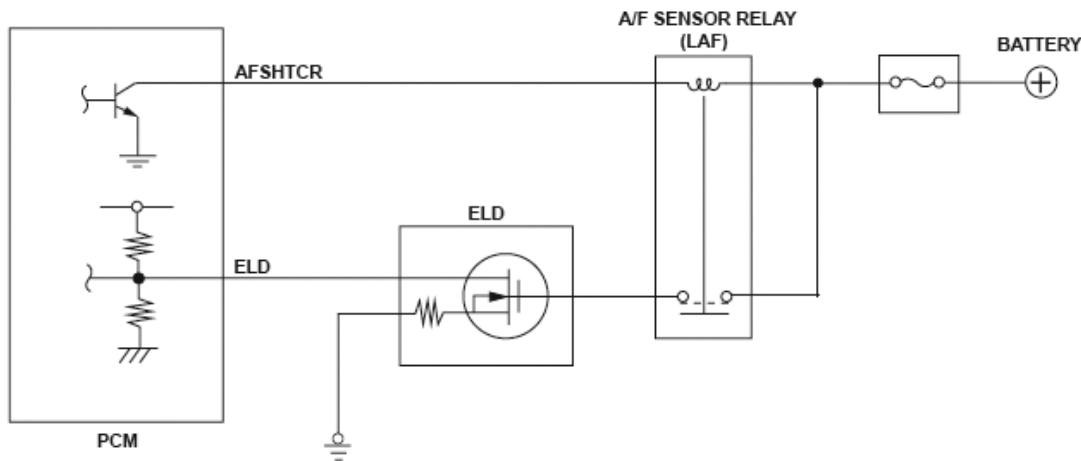 A/F SENSOR RELAY
(LAF)
BATTERY
AFSHTCR
ELD
ELD
PCM